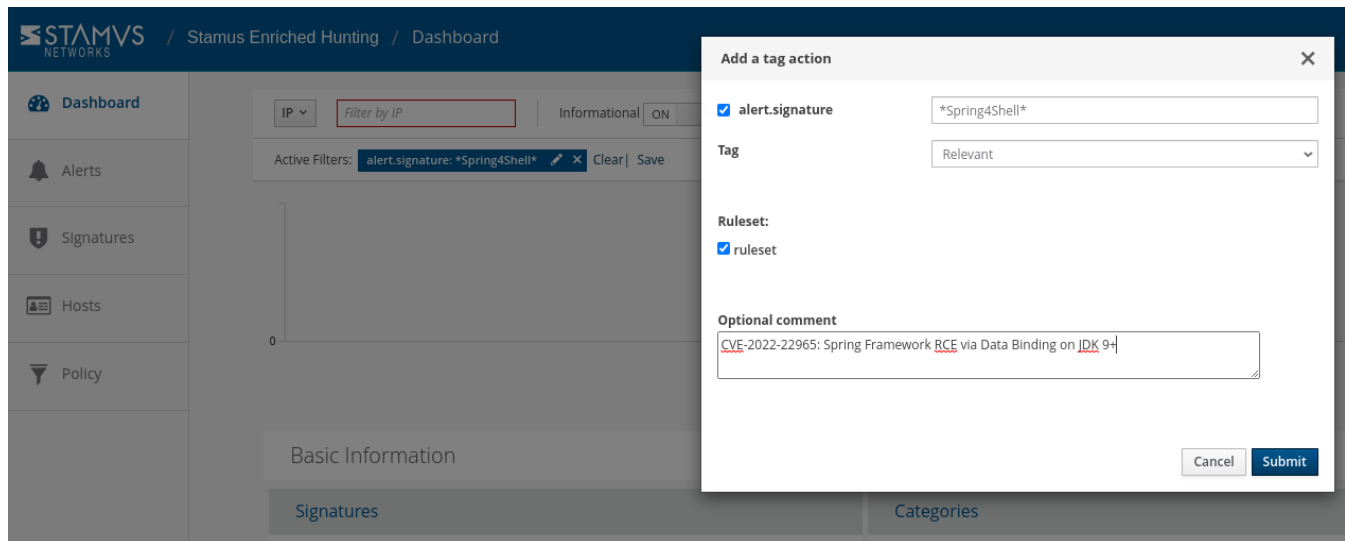 STAMVS
NETWORKS
/ Stamus Enriched Hunting / Dashboard
Dashboard
Alerts
Signatures
Hosts
Policy
IP
Filter by IP
Informational ON
Active Filters: alert.signature: *Spring4Shell* Clear| Save
0
Basic Information
Signatures
Categories
Add a tag action
alert.signature
*Spring4Shell*
Tag
Relevant
Ruleset:
ruleset
Optional comment
CVE-2022-22965: Spring Framework RCE via Data Binding on JDK 9+
Cancel
Submit